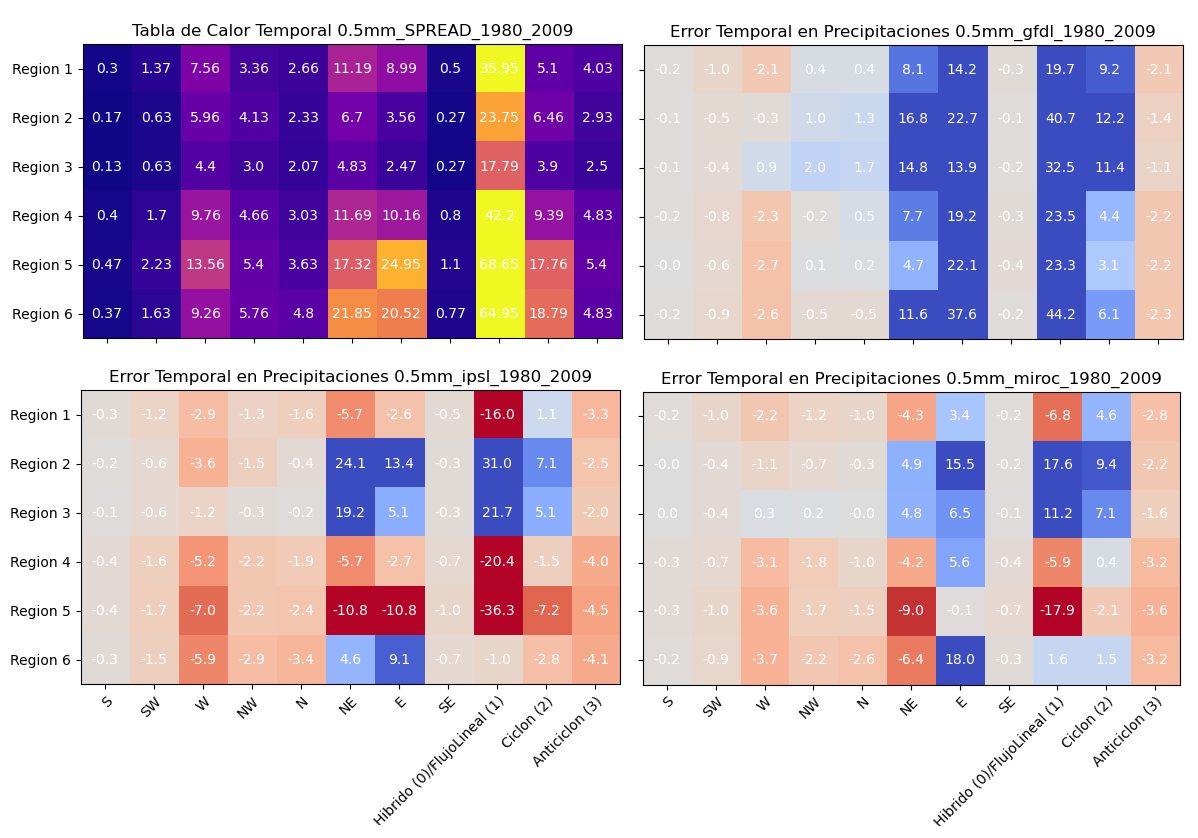 Tabla de Calor Temporal 0.5mm_SPREAD_1980_2009
Region 1 0.3 1.37 7.56 3.36 2.66 11.19 8.99 0.5 35.95 5.1 4.03
Region 2 0.17 0.63 5.96 4.13 2.33 6.7 3.56 0.27 23.75 6.46 2.93
Region 3 0.13 0.63 4.4 3.0 2.07 4.83 2.47 0.27 17.79 3.9 2.5
Region 4 0.4 1.7 9.76 4.66 3.03 11.69 10.16 0.8 42.2 9.39 4.83
Region 5 0.47 2.23 13.56 5.4 3.63 17.32 24.95 1.1 68.65 17.76 5.4
Region 6 0.37 1.63 9.26 5.76 4.8 21.85 20.52 0.77 64.95 18.79 4.83
Error Temporal en Precipitaciones 0.5mm_gfdl_1980_2009
-0.2 -1.0 -2.1 0.4 0.4 8.1 14.2 -0.3 19.7 9.2 -2.1
-0.1 -0.5 -0.3 1.0 1.3 16.8 22.7 -0.1 40.7 12.2 -1.4
-0.1 -0.4 0.9 2.0 1.7 14.8 13.9 -0.2 32.5 11.4 -1.1
-0.2 -0.8 -2.3 -0.2 0.5 7.7 19.2 -0.3 23.5 4.4 -2.2
-0.0 -0.6 -2.7 0.1 0.2 4.7 22.1 -0.4 23.3 3.1 -2.2
-0.2 -0.9 -2.6 -0.5 -0.5 11.6 37.6 -0.2 44.2 6.1 -2.3
Error Temporal en Precipitaciones 0.5mm_ipsl_1980_2009
Region 1 -0.3 -1.2 -2.9 -1.3 -1.6 -5.7 -2.6 -0.5 -16.0 1.1 -3.3
Region 2 -0.2 -0.6 -3.6 -1.5 -0.4 24.1 13.4 -0.3 31.0 7.1 -2.5
Region 3 -0.1 -0.6 -1.2 -0.3 -0.2 19.2 5.1 -0.3 21.7 5.1 -2.0
Region 4 -0.4 -1.6 -5.2 -2.2 -1.9 -5.7 -2.7 -0.7 -20.4 -1.5 -4.0
Region 5 -0.4 -1.7 -7.0 -2.2 -2.4 -10.8 -10.8 -1.0 -36.3 -7.2 -4.5
Region 6 -0.3 -1.5 -5.9 -2.9 -3.4 4.6 9.1 -0.7 -1.0 -2.8 -4.1
S SW W NW N NE E SE Hibrido (0)/FlujoLineal (1) Ciclon (2) Anticiclon (3)
Error Temporal en Precipitaciones 0.5mm_miroc_1980_2009
-0.2 -1.0 -2.2 -1.2 -1.0 -4.3 3.4 -0.2 -6.8 4.6 -2.8
-0.0 -0.4 -1.1 -0.7 -0.3 4.9 15.5 -0.2 17.6 9.4 -2.2
0.0 -0.4 0.3 0.2 -0.0 4.8 6.5 -0.1 11.2 7.1 -1.6
-0.3 -0.7 -3.1 -1.8 -1.0 -4.2 5.6 -0.4 -5.9 0.4 -3.2
-0.3 -1.0 -3.6 -1.7 -1.5 -9.0 -0.1 -0.7 -17.9 -2.1 -3.6
-0.2 -0.9 -3.7 -2.2 -2.6 -6.4 18.0 -0.3 1.6 1.5 -3.2
S SW W NW N NE E SE Hibrido (0)/FlujoLineal (1) Ciclon (2) Anticiclon (3)